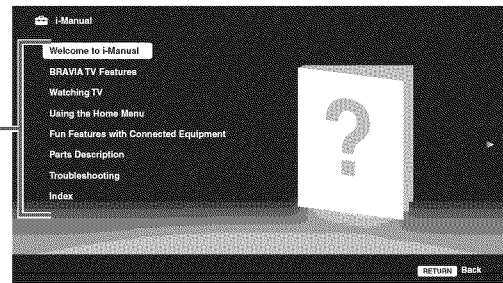 i-Manual
Welcome to i-Manual
BRAVIA TV Features
Watching TV
Using the Home Menu
Fun Features with Connected Equipment
Parts Description
Troubleshooting
Index
?
RETURN Back